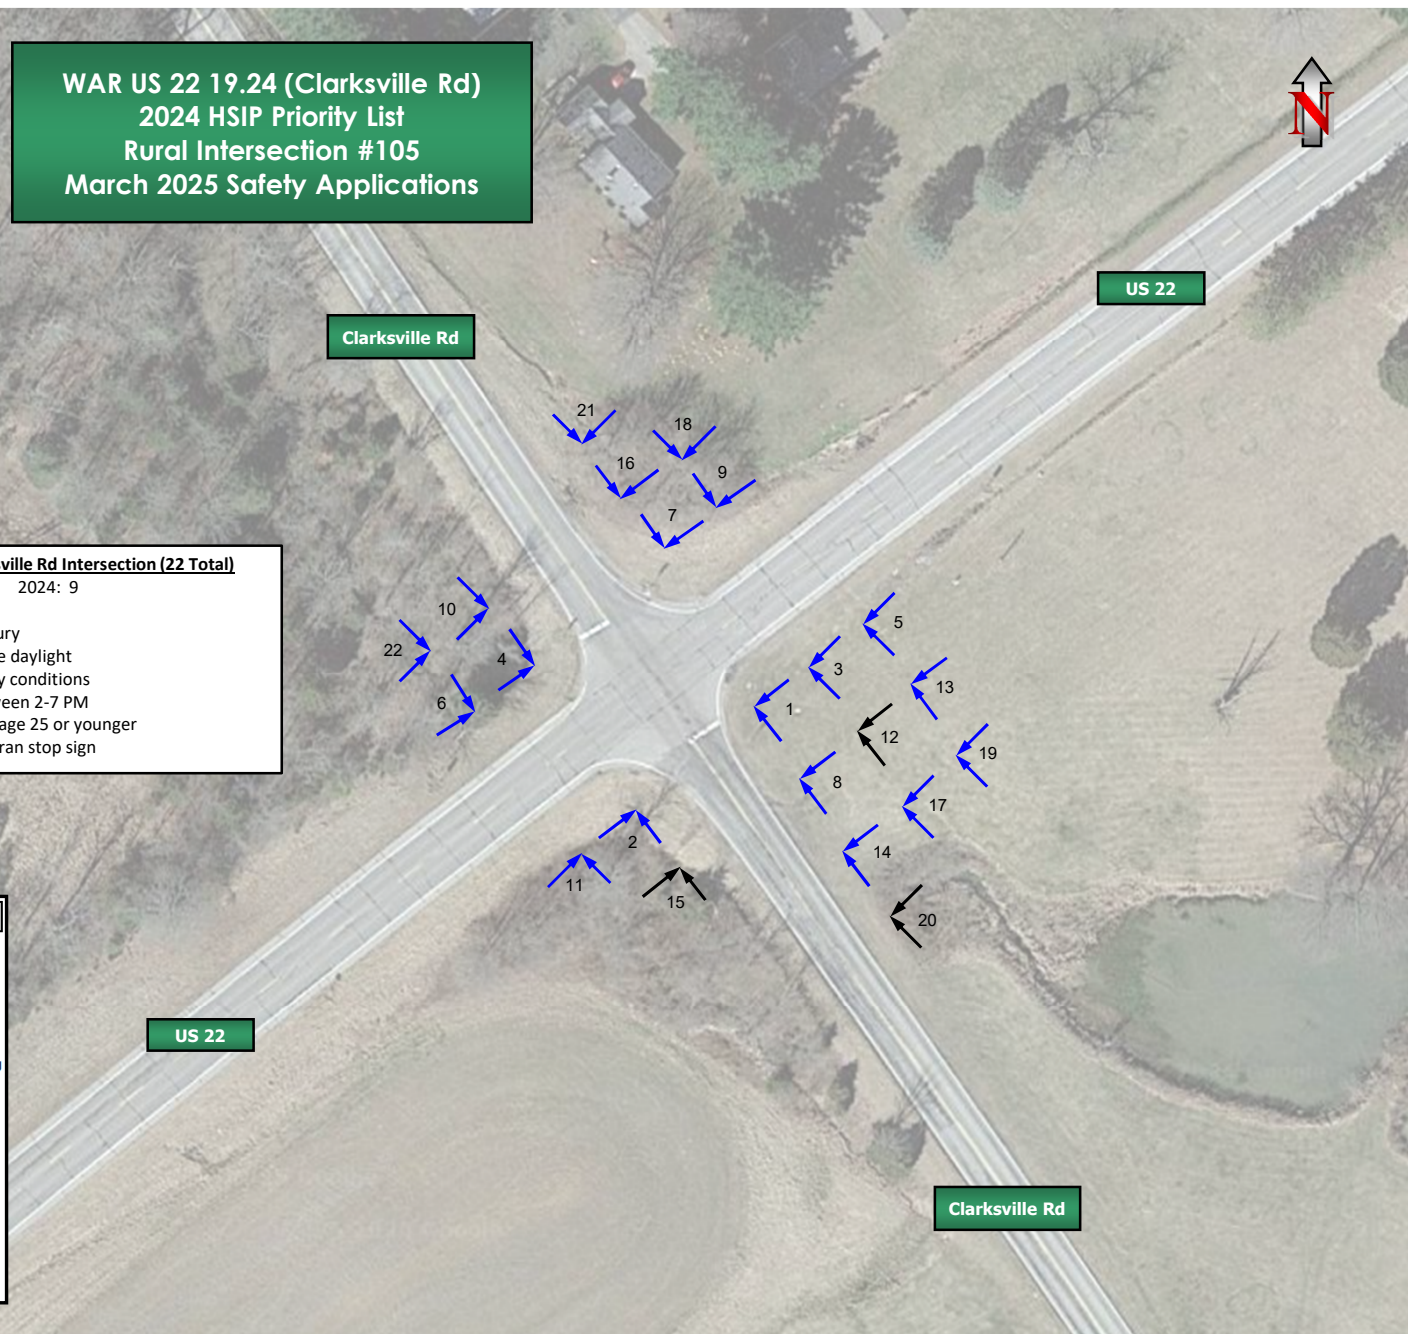 WAR US 22 19.24 (Clarksville Rd)
2024 HSIP Priority List
Rural Intersection #105
March 2025 Safety Applications
N
US 22
Clarksville Rd
21
18
16
9
7
ville Rd Intersection (22 Total)
2024: 9
ury
e daylight
y conditions
ween 2-7 PM
age 25 or younger
ran stop sign
10
22
4
6
5
3
13
1
12
19
8
17
2
14
11
15
20
US 22
Clarksville Rd